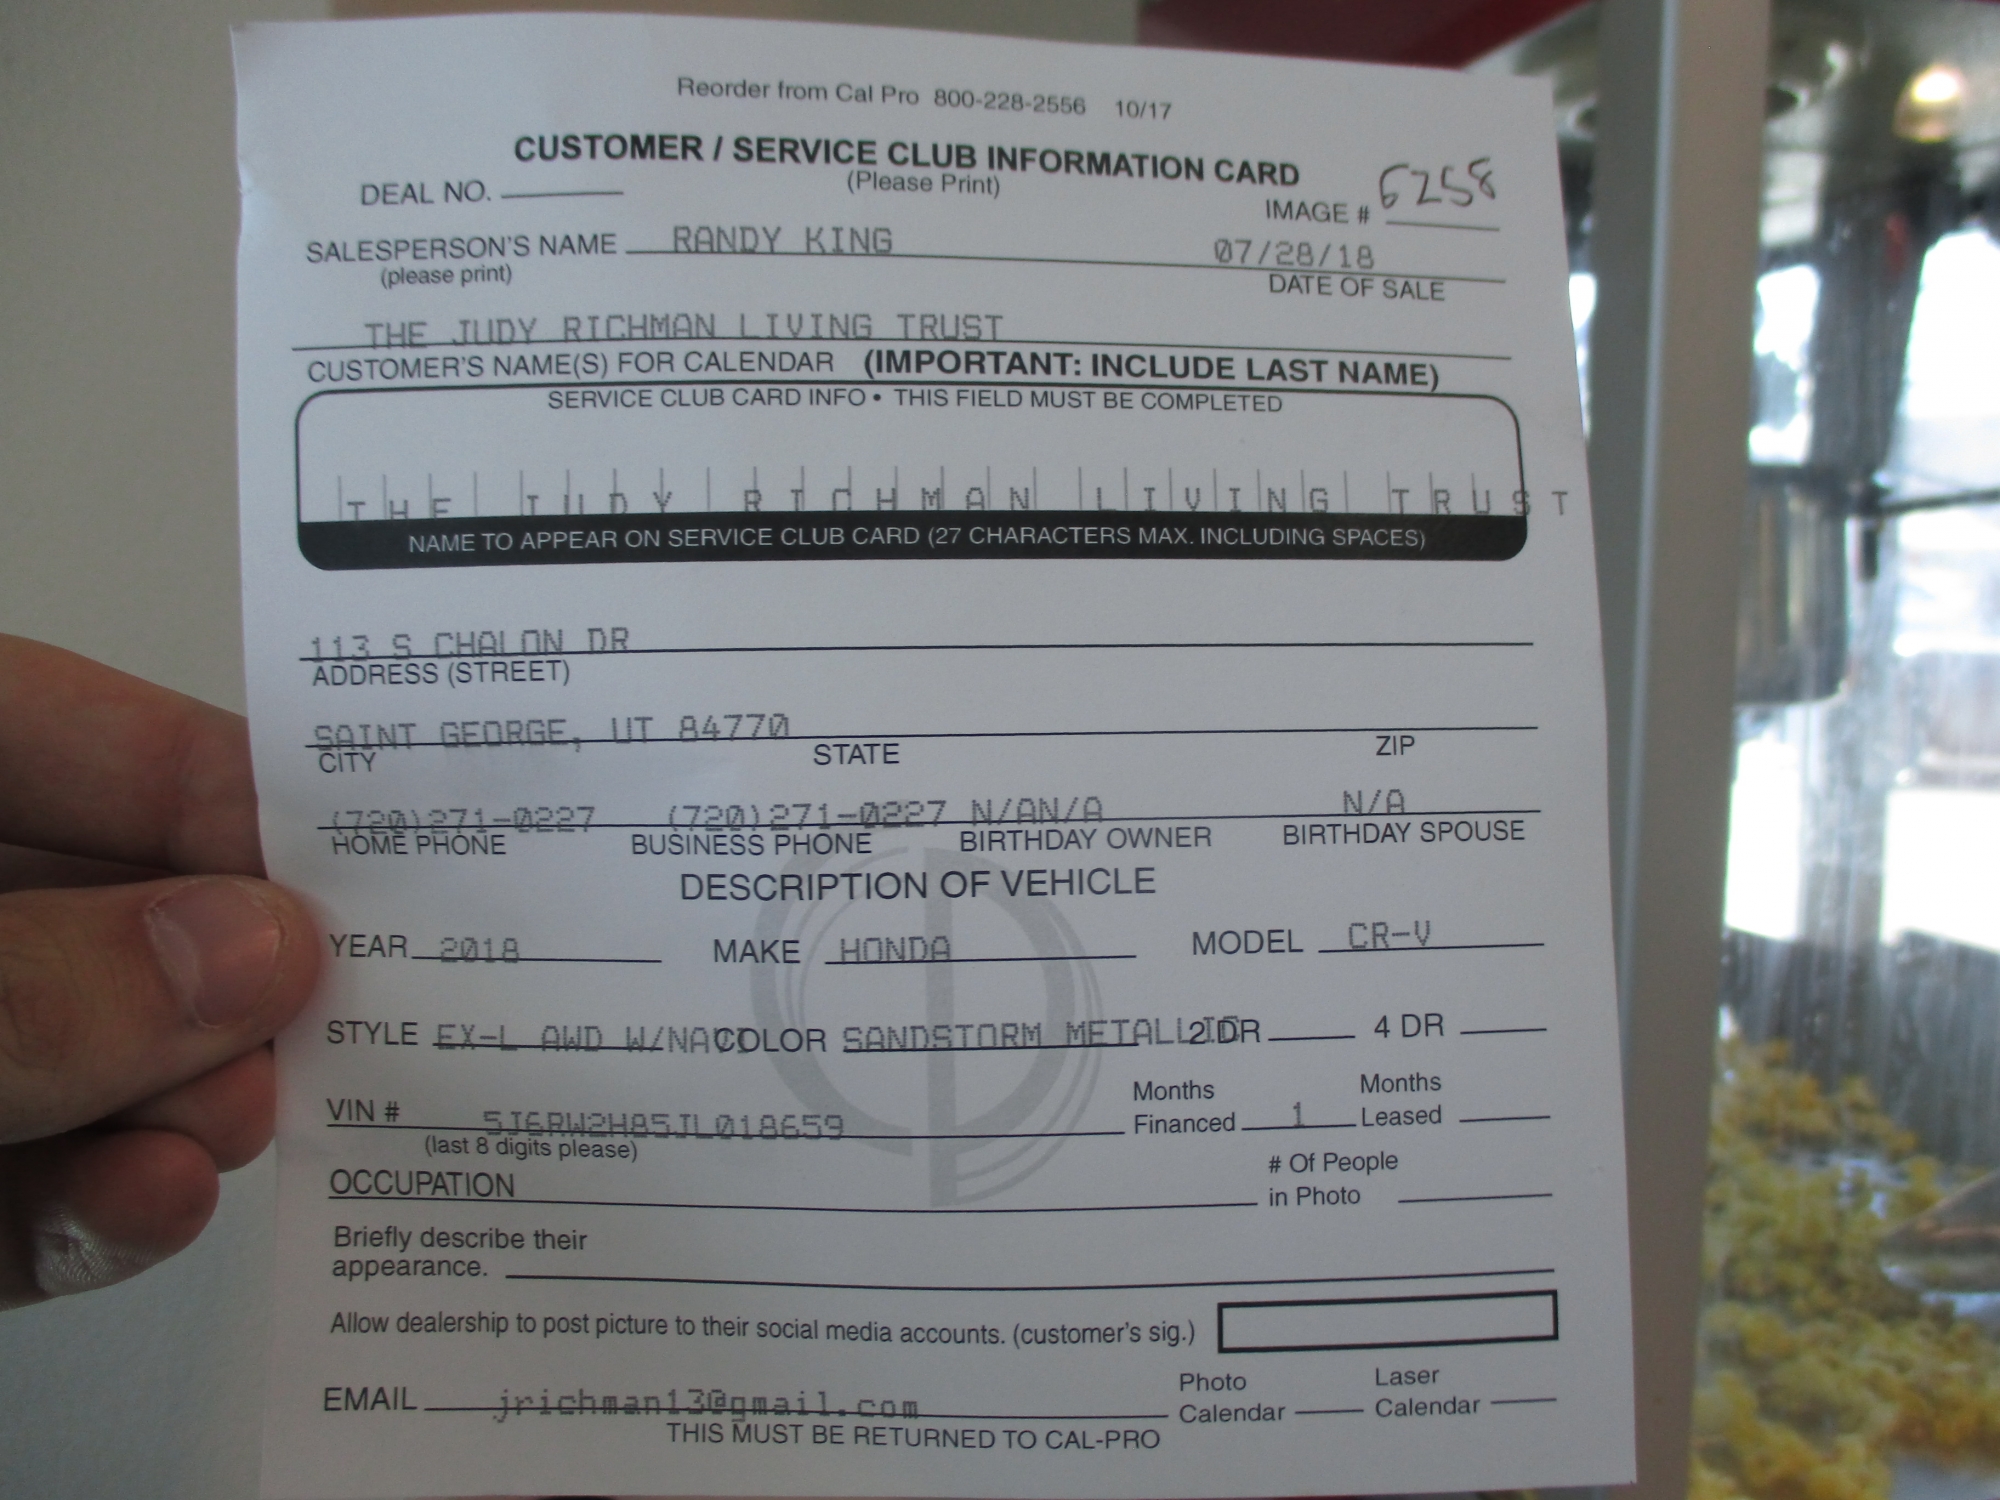 Reorder from Cal Pro 800-228-2556 10/17
CUSTOMER / SERVICE CLUB INFORMATION CARD
(Please Print)
DEAL NO.
IMAGE # 6258
SALESPERSON'S NAME RANDY KING 07/28/18
(please print) DATE OF SALE
THE JUDY RICHMAN LIVING TRUST
CUSTOMER'S NAME(S) FOR CALENDAR (IMPORTANT: INCLUDE LAST NAME)
SERVICE CLUB CARD INFO • THIS FIELD MUST BE COMPLETED
THE JUDY RICHMAN LIVING TRUST
NAME TO APPEAR ON SERVICE CLUB CARD (27 CHARACTERS MAX. INCLUDING SPACES)
113 S CHALON DR
ADDRESS (STREET)
SAINT GEORGE, UT 84770
CITY STATE ZIP
(720)271-0227 (720)271-0227 N/AN/A N/A
HOME PHONE BUSINESS PHONE BIRTHDAY OWNER BIRTHDAY SPOUSE
DESCRIPTION OF VEHICLE
YEAR 2018 MAKE HONDA MODEL CR-V
STYLE EX-L AWD W/NAVI COLOR SANDSTORM METALLIC 2 DR 4 DR
VIN # 5J6RW2H85JL018659 Months Financed 1 Months Leased
(last 8 digits please)
OCCUPATION # Of People in Photo
Briefly describe their
appearance.
Allow dealership to post picture to their social media accounts. (customer's sig.)
EMAIL jrichman13@gmail.com Photo Calendar Laser Calendar
THIS MUST BE RETURNED TO CAL-PRO